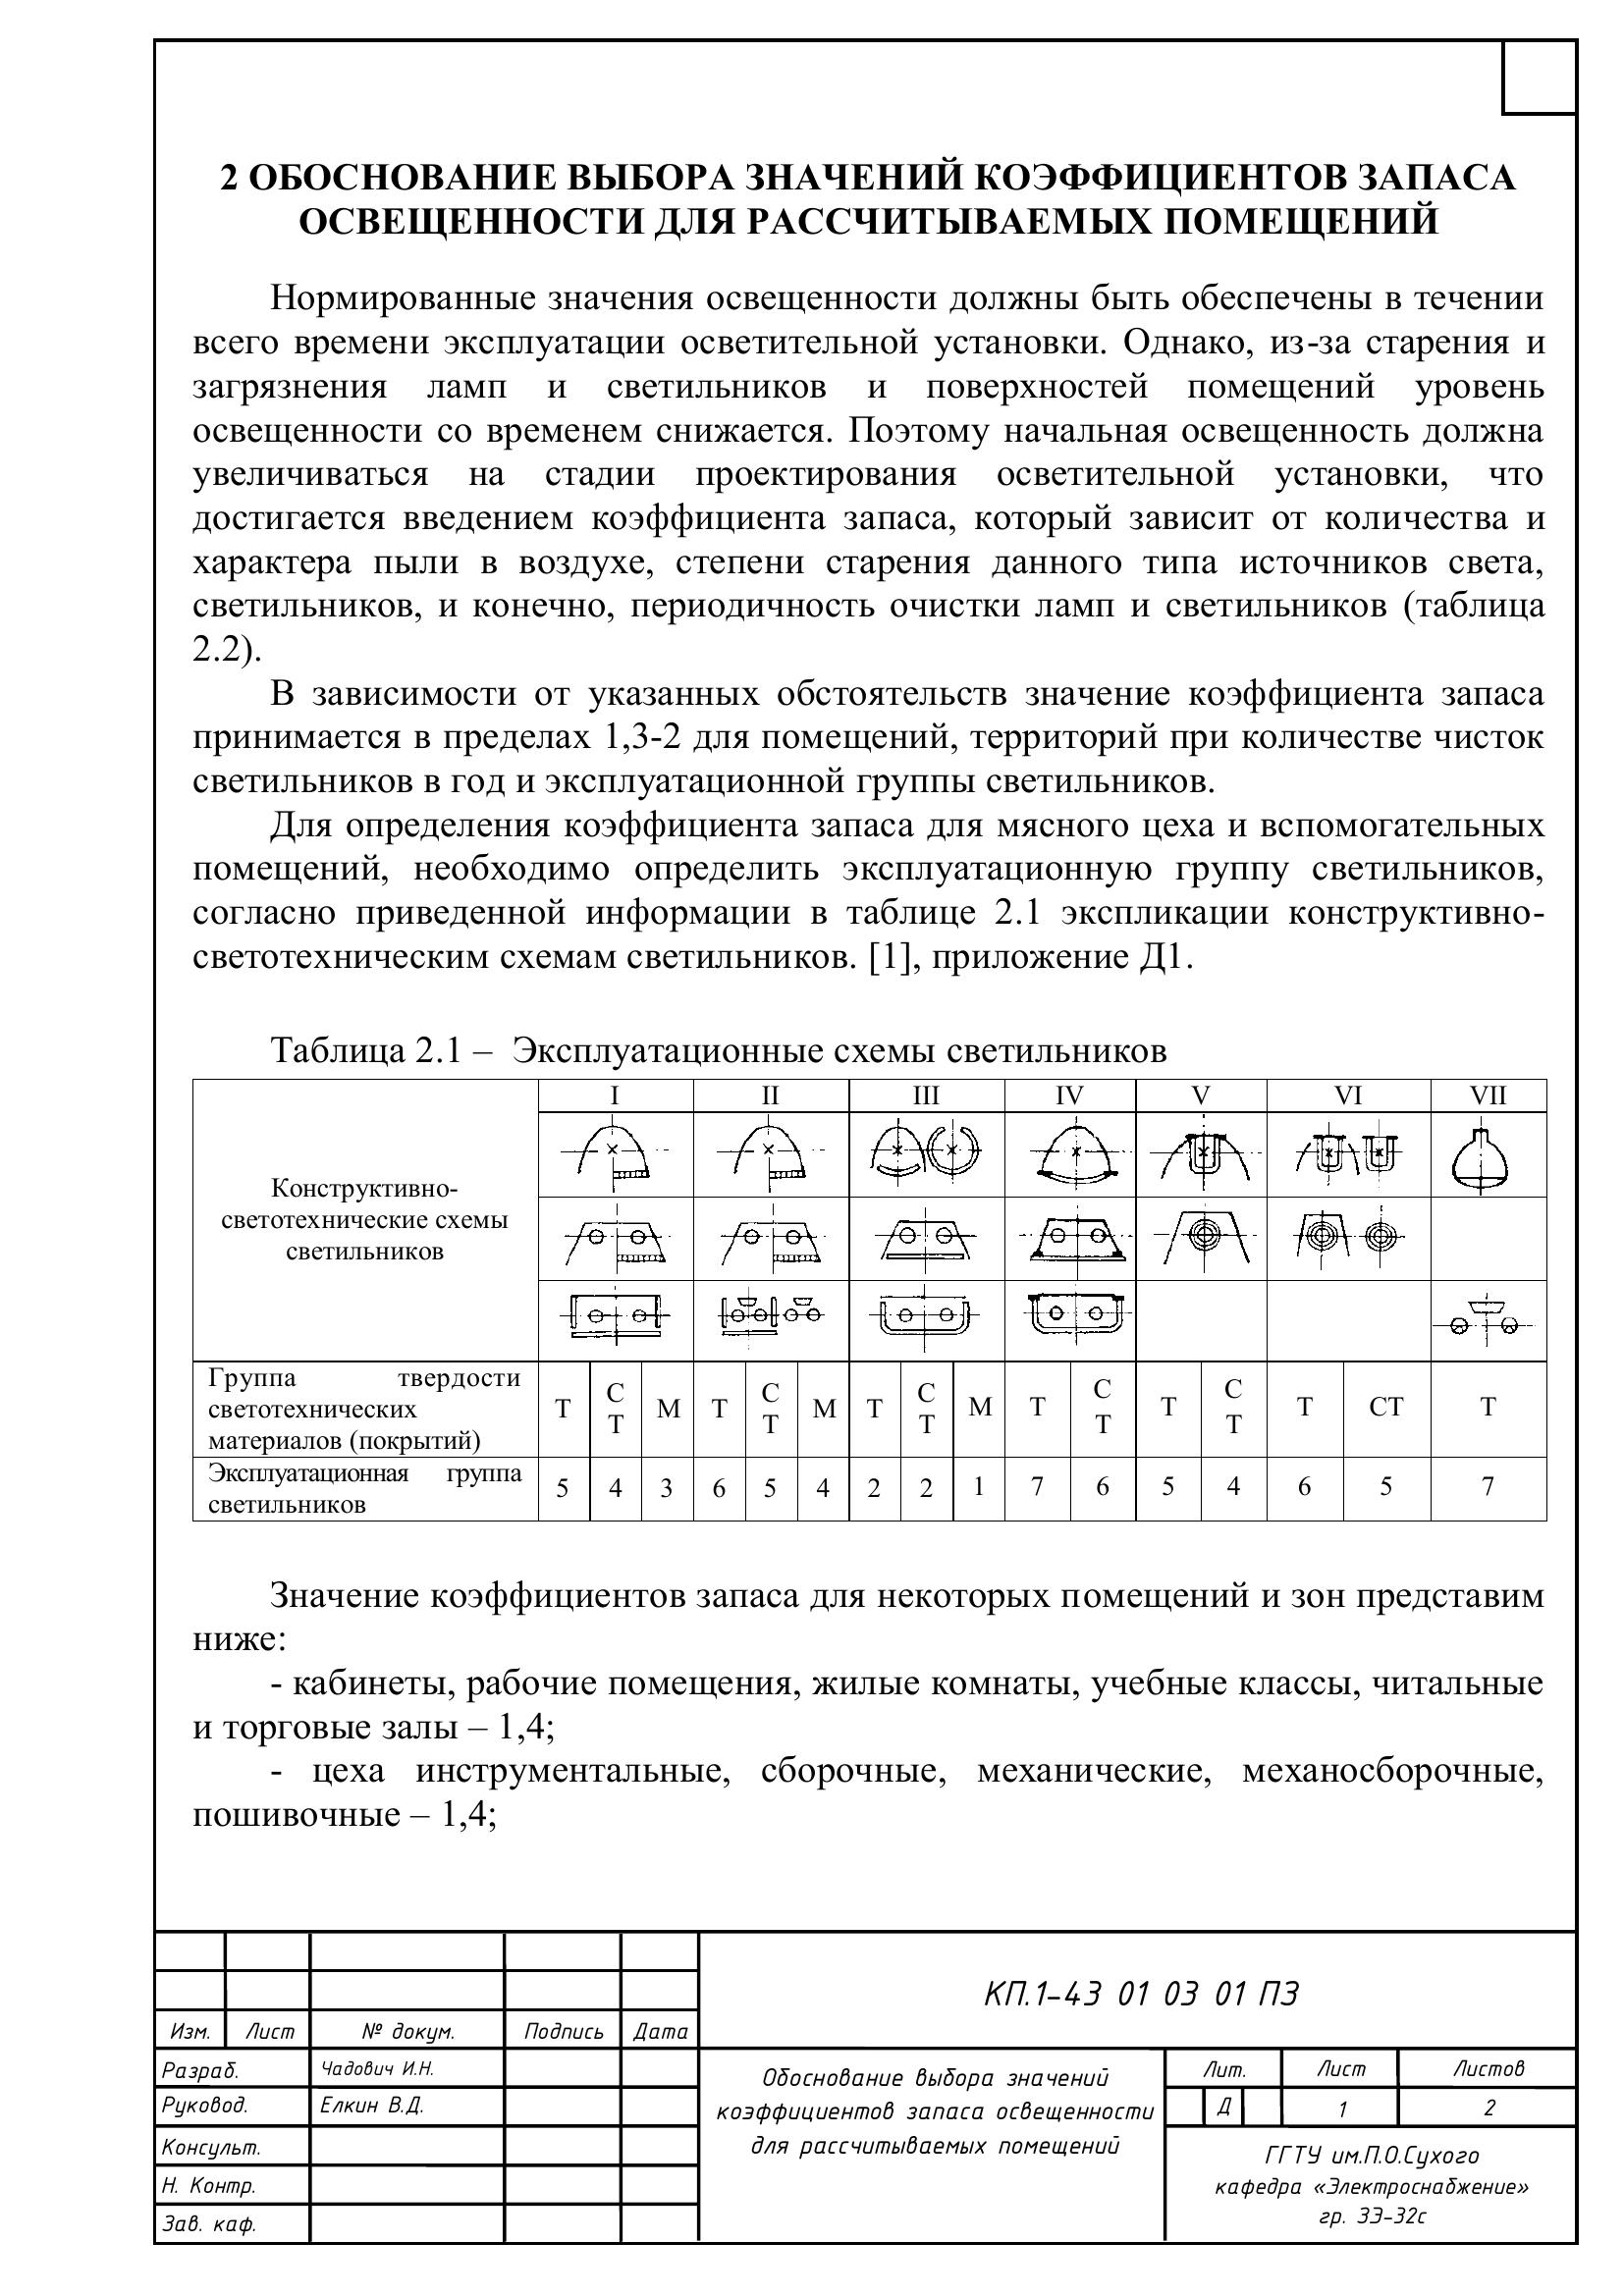 2 ОБОСНОВАНИЕ ВЫБОРА ЗНАЧЕНИЙ КОЭФФИЦИЕНТОВ ЗАПАСА
ОСВЕЩЕННОСТИ ДЛЯ РАССЧИТЫВАЕМЫХ ПОМЕЩЕНИЙ
Нормированные значения освещенности должны быть обеспечены в течении
всего времени эксплуатации осветительной установки. Однако, из-за старения и
загрязнения ламп и светильников и поверхностей помещений уровень
освещенности со временем снижается. Поэтому начальная освещенность должна
увеличиваться на стадии проектирования осветительной установки, что
достигается введением коэффициента запаса, который зависит от количества и
характера пыли в воздухе, степени старения данного типа источников света,
светильников, и конечно, периодичность очистки ламп и светильников (таблица
2.2).
В зависимости от указанных обстоятельств значение коэффициента запаса
принимается в пределах 1,3-2 для помещений, территорий при количестве чисток
светильников в год и эксплуатационной группы светильников.
Для определения коэффициента запаса для мясного цеха и вспомогательных
помещений, необходимо определить эксплуатационную группу светильников,
согласно приведенной информации в таблице 2.1 экспликации конструктивно-
светотехническим схемам светильников. [1], приложение Д1.
Таблица 2.1 – Эксплуатационные схемы светильников
I II III IV V VI VII
Конструктивно-
светотехнические схемы
светильников
Группа твердости
светотехнических
материалов (покрытий)
Т СТ М Т СТ М Т СТ М Т СТ Т СТ Т СТ Т
Эксплуатационная группа
светильников
5 4 3 6 5 4 2 2 1 7 6 5 4 6 5 7
Значение коэффициентов запаса для некоторых помещений и зон представим
ниже:
- кабинеты, рабочие помещения, жилые комнаты, учебные классы, читальные
и торговые залы – 1,4;
- цеха инструментальные, сборочные, механические, механосборочные,
пошивочные – 1,4;
КП.1-43 01 03 01 ПЗ
Изм. Лист № докум. Подпись Дата
Разраб. Чадович И.Н.
Руковод. Елкин В.Д.
Консульт.
Н. Контр.
Зав. каф.
Обоснование выбора значений
коэффициентов запаса освещенности
для рассчитываемых помещений
Лит. Лист Листов
Д 1 2
ГГТУ им.П.О.Сухого
кафедра «Электроснабжение»
гр. ЗЭ-32с